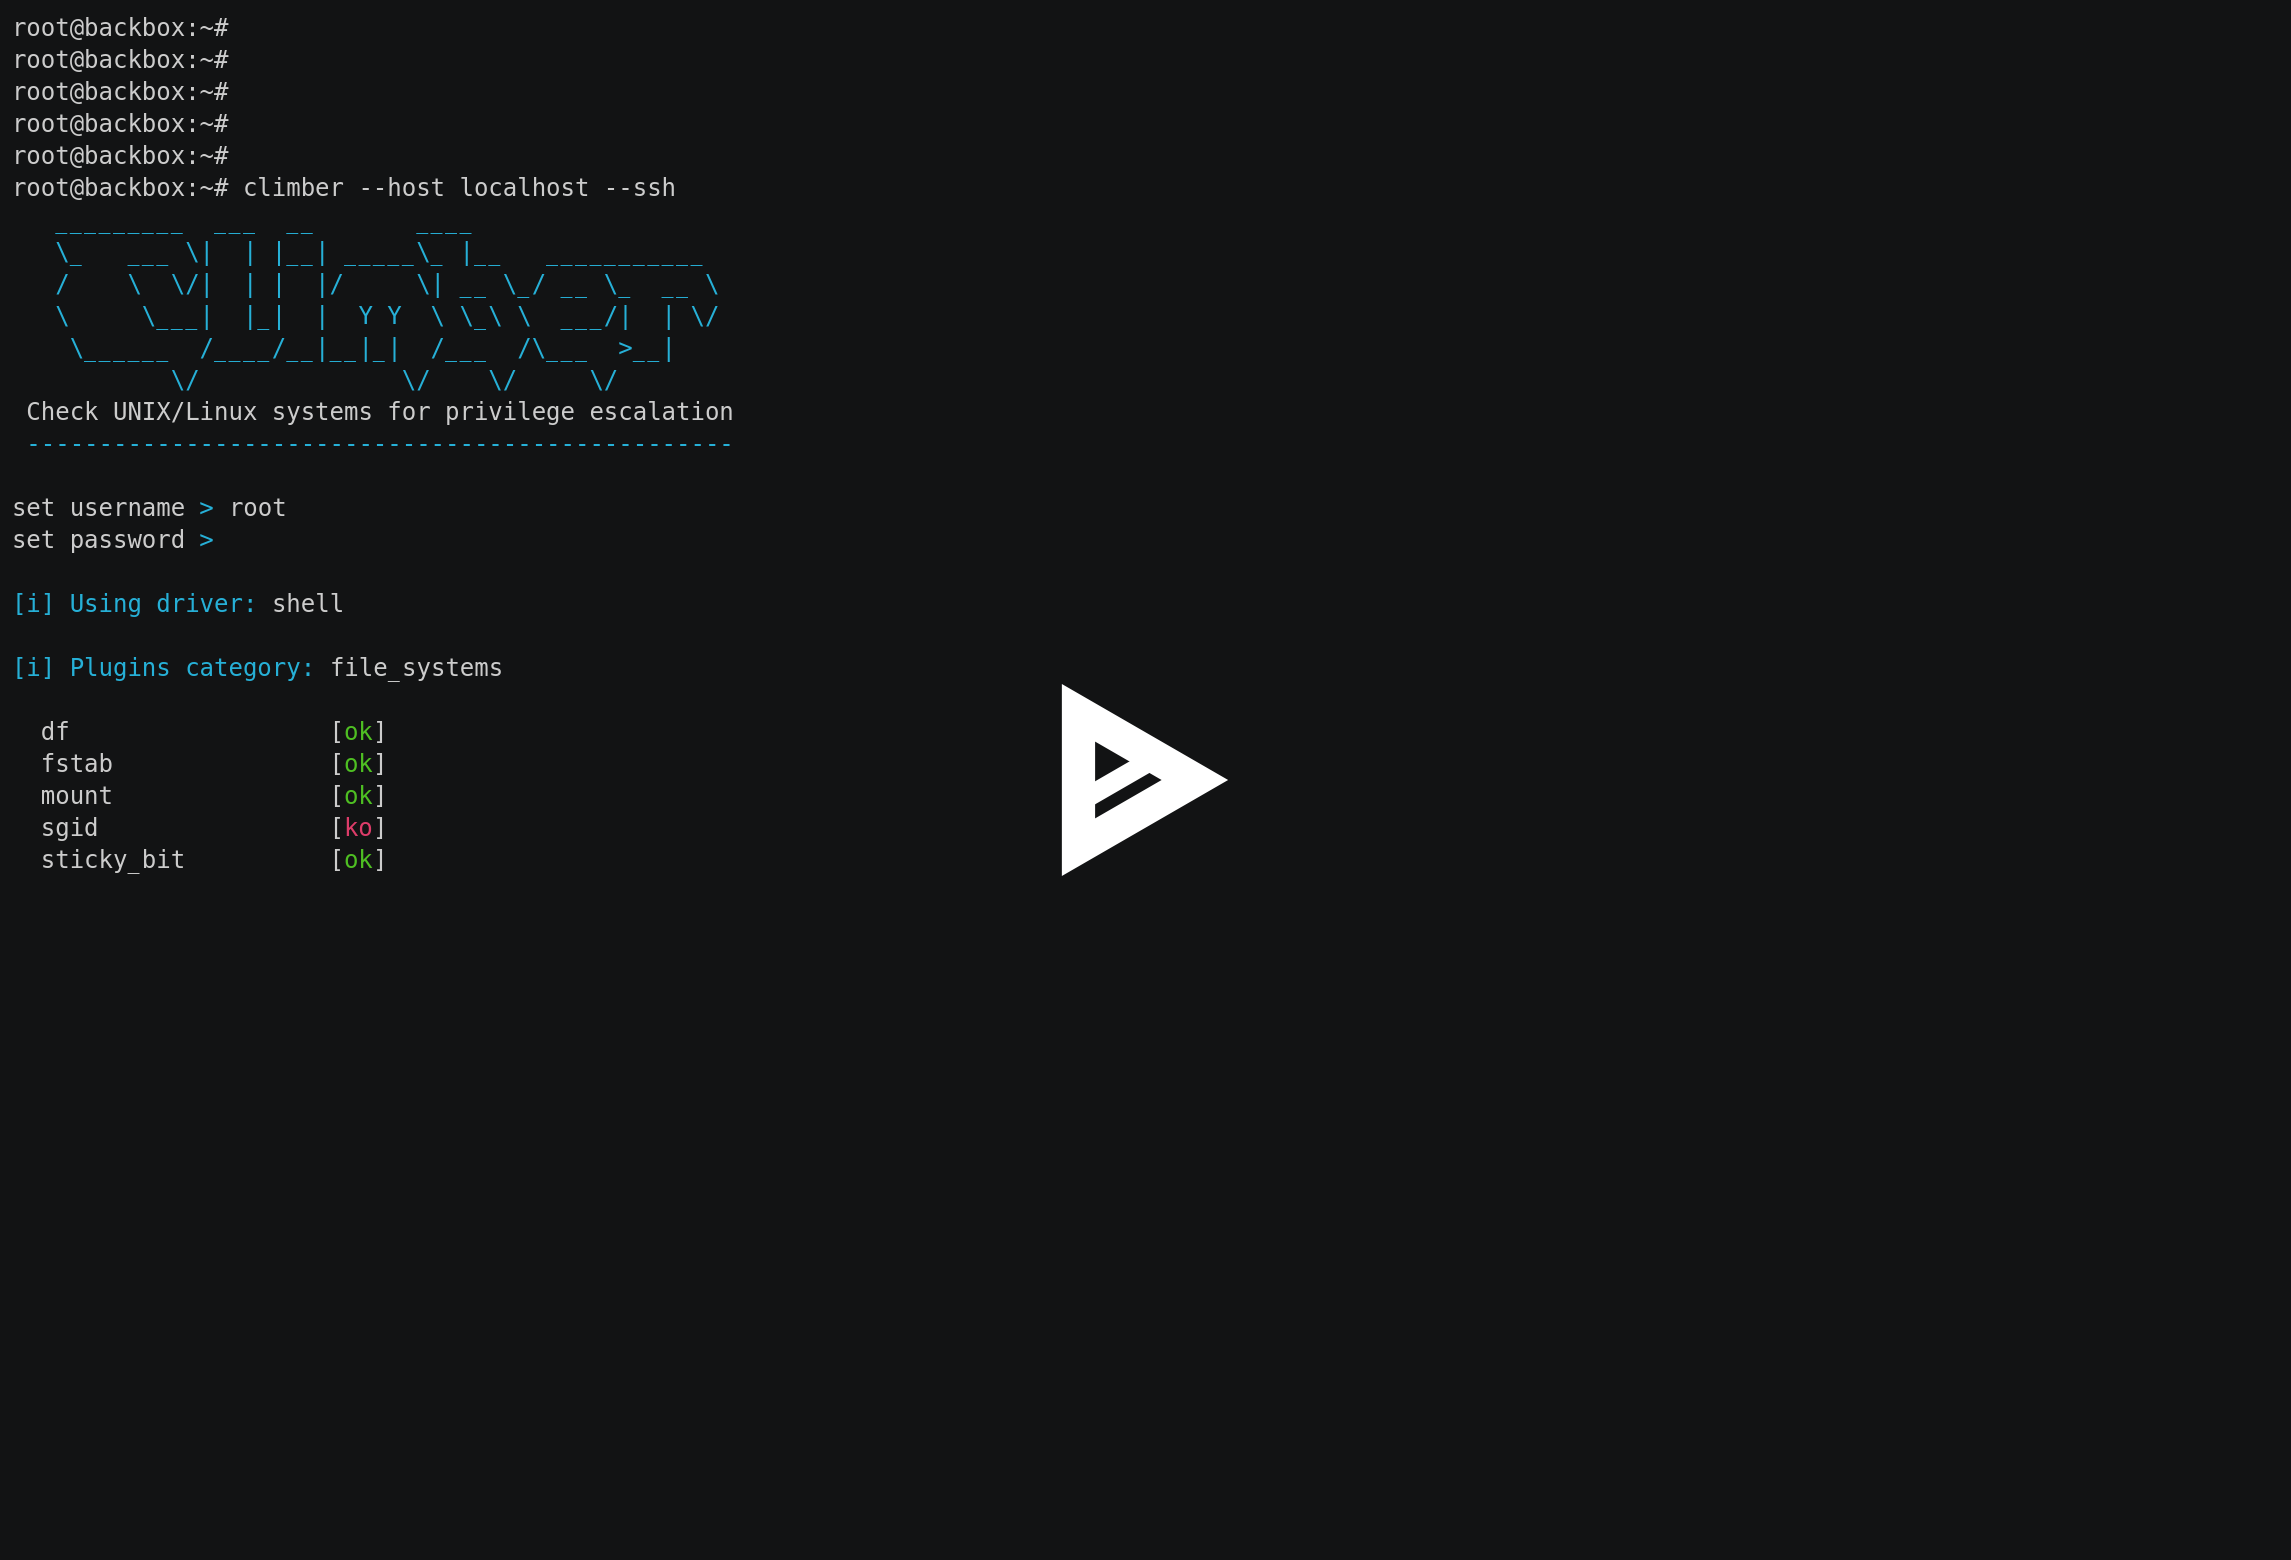 root@backbox:~#
root@backbox:~#
root@backbox:~#
root@backbox:~#
root@backbox:~#
root@backbox:~# climber --host localhost --ssh
   _________  ___  __       ____
   \_   ___ \|  | |__| _____\_ |__   ___________
   /    \  \/|  | |  |/     \| __ \_/ __ \_  __ \
   \     \___|  |_|  |  Y Y  \ \_\ \  ___/|  | \/
    \______  /____/__|__|_|  /___  /\___  >__|
           \/              \/    \/     \/
 Check UNIX/Linux systems for privilege escalation
 -------------------------------------------------
set username > root
set password >
[i] Using driver: shell
[i] Plugins category: file_systems
  df                  [ok]
  fstab               [ok]
  mount               [ok]
  sgid                [ko]
  sticky_bit          [ok]